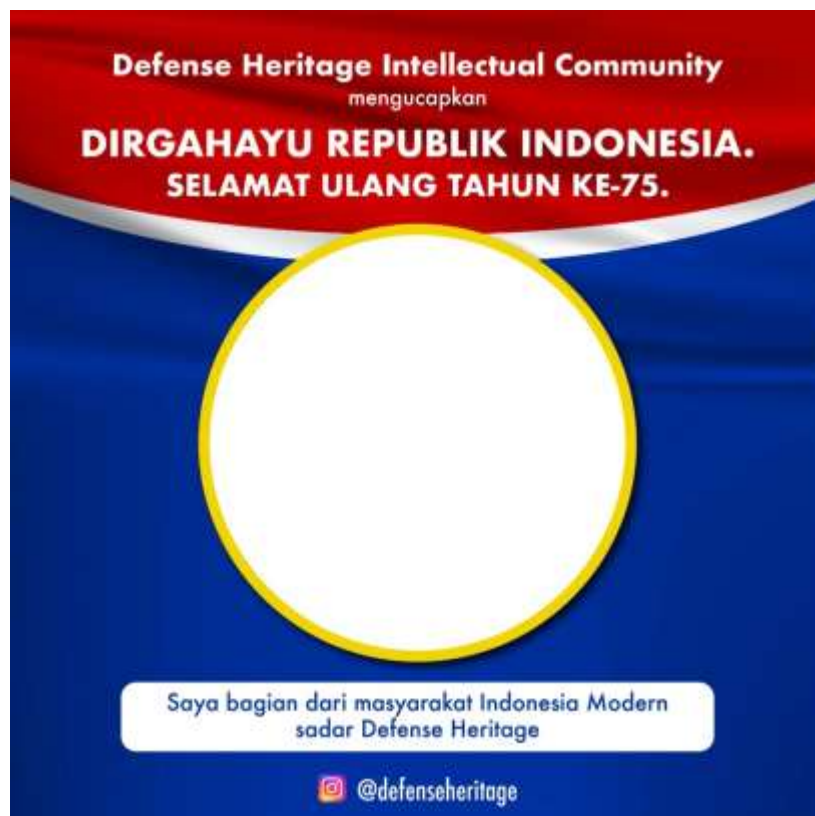 Defense Heritage Intellectual Community
mengucapkan
DIRGAHAYU REPUBLIK INDONESIA.
SELAMAT ULANG TAHUN KE-75.
Saya bagian dari masyarakat Indonesia Modern
sadar Defense Heritage
@defenseheritage